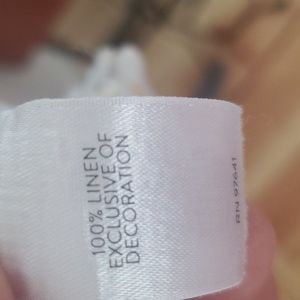 100% LINEN
EXCLUSIVE OF
DECORATION
RN 97641